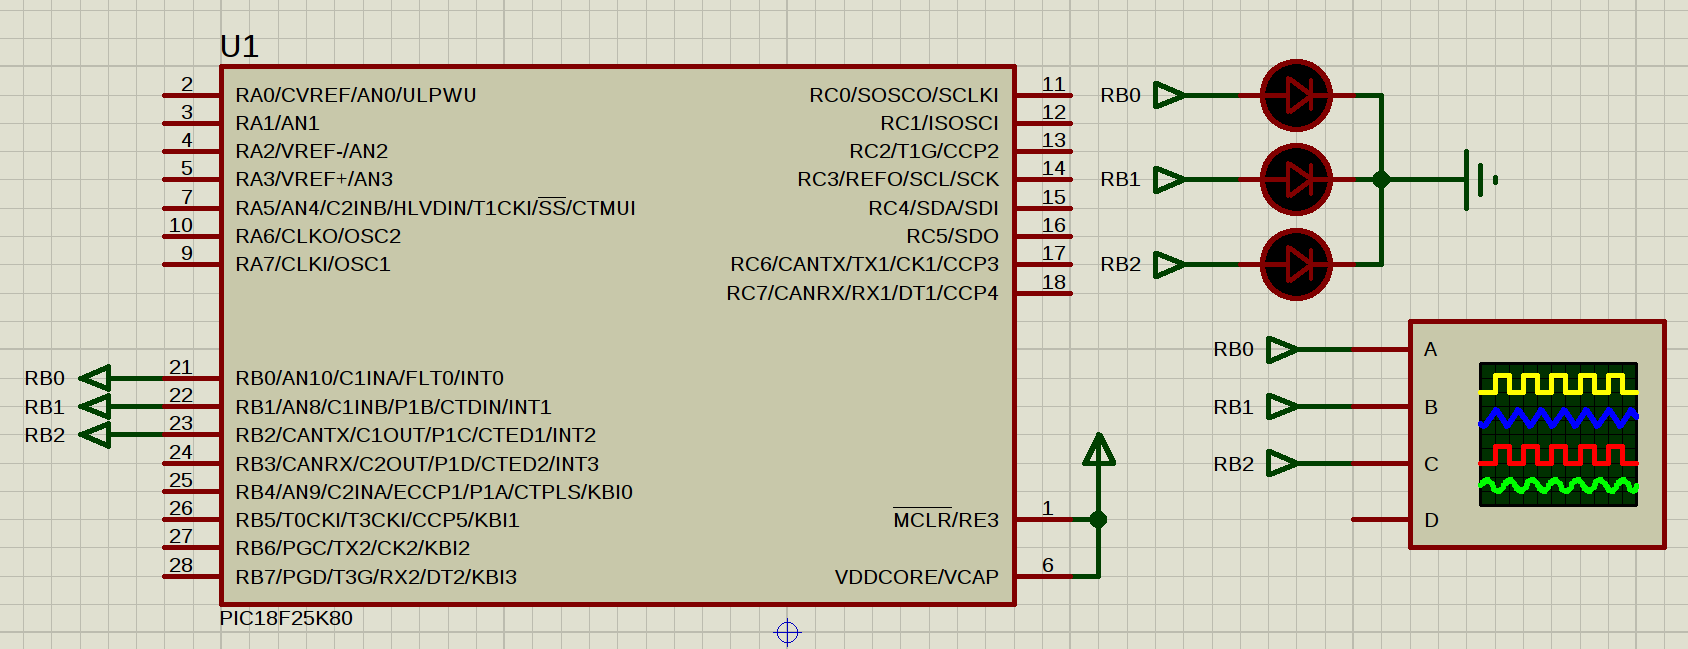 U1
2
RA0/CVREF/AN0/ULPWU
3
RA1/AN1
4
RA2/VREF-/AN2
5
RA3/VREF+/AN3
7
RA5/AN4/C2INB/HLVDIN/T1CKI/SS/CTMUI
10
RA6/CLKO/OSC2
9
RA7/CLKI/OSC1
RB0
21
RB0/AN10/C1INA/FLT0/INT0
RB1
22
RB1/AN8/C1INB/P1B/CTDIN/INT1
RB2
23
RB2/CANTX/C1OUT/P1C/CTED1/INT2
24
RB3/CANRX/C2OUT/P1D/CTED2/INT3
25
RB4/AN9/C2INA/ECCP1/P1A/CTPLS/KBI0
26
RB5/T0CKI/T3CKI/CCP5/KBI1
27
RB6/PGC/TX2/CK2/KBI2
28
RB7/PGD/T3G/RX2/DT2/KBI3
RC0/SOSCO/SCLKI
11
RC1/ISOSCI
12
RC2/T1G/CCP2
13
RC3/REFO/SCL/SCK
14
RC4/SDA/SDI
15
RC5/SDO
16
RC6/CANTX/TX1/CK1/CCP3
17
RC7/CANRX/RX1/DT1/CCP4
18
MCLR/RE3
1
VDDCORE/VCAP
6
PIC18F25K80
RB0
RB1
RB2
RB0
A
RB1
B
RB2
C
D